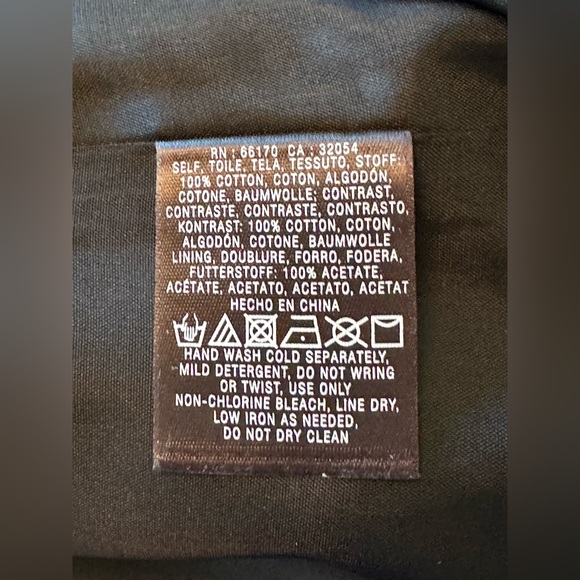 RN : 66170 CA : 32054
SELF, TOILE, TELA, TESSUTO, STOFF:
100% COTTON, COTON, ALGODÓN,
COTONE, BAUMWOLLE; CONTRAST,
CONTRASTE, CONTRASTE, CONTRASTO,
KONTRAST: 100% COTTON, COTON,
ALGODÓN, COTONE, BAUMWOLLE
LINING, DOUBLURE, FORRO, FODERA,
FUTTERSTOFF: 100% ACETATE,
ACÉTATE, ACETATO, ACETATO, ACETAT
HECHO EN CHINA
HAND WASH COLD SEPARATELY,
MILD DETERGENT, DO NOT WRING
OR TWIST, USE ONLY
NON-CHLORINE BLEACH, LINE DRY,
LOW IRON AS NEEDED,
DO NOT DRY CLEAN